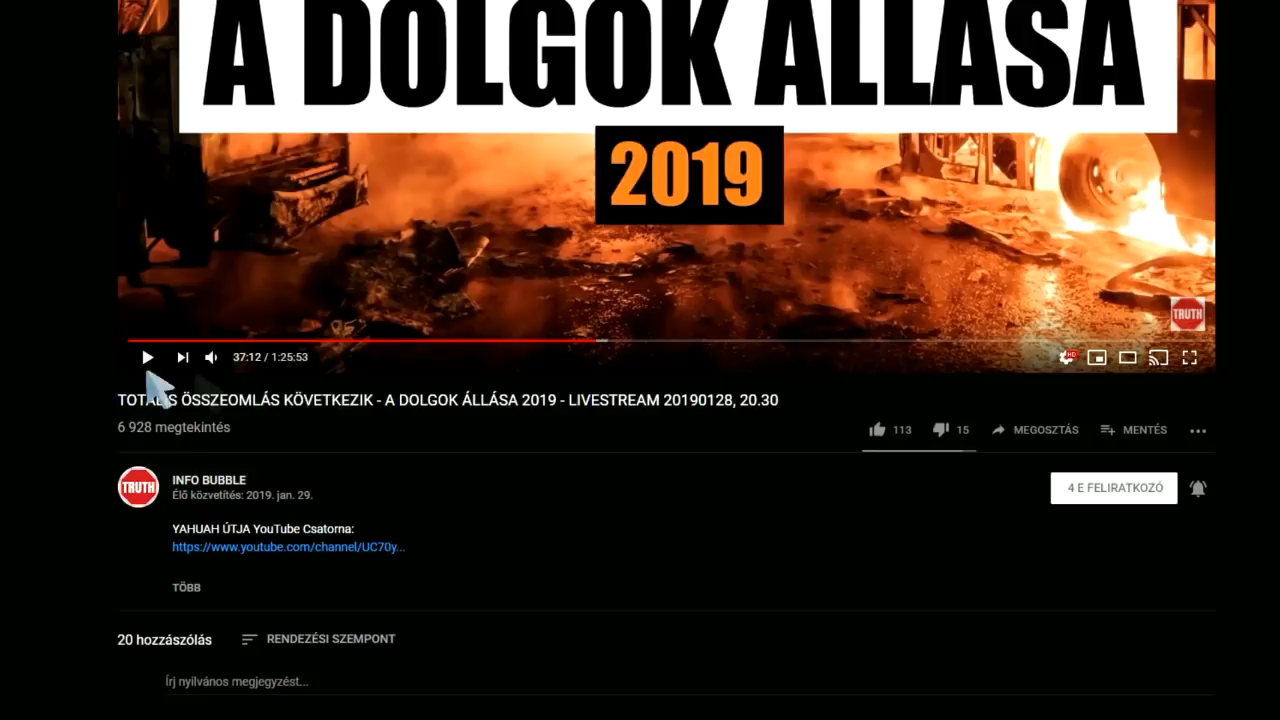 A DOLGOK ÁLLÁSA
2019
TRUTH
HD
37:12 / 1:25:53
TOTÁLIS ÖSSZEOMLÁS KÖVETKEZIK - A DOLGOK ÁLLÁSA 2019 - LIVESTREAM 20190128, 20.30
6 928 megtekintés
113 15 MEGOSZTÁS MENTÉS
TRUTH
INFO BUBBLE
Élő közvetítés: 2019. jan. 29.
4 E FELIRATKOZÓ
YAHUAH ÚTJA YouTube Csatorna:
https://www.youtube.com/channel/UC70y...
TÖBB
20 hozzászólás RENDEZÉSI SZEMPONT
Írj nyilvános megjegyzést...